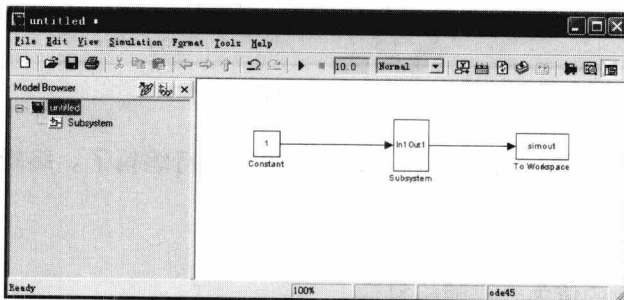 untitled *
File Edit View Simulation Format Tools Help
10.0 Normal
Model Browser
untitled
Subsystem
1
Constant
In1 Out1
Subsystem
simout
To Workspace
Ready 100% ode45